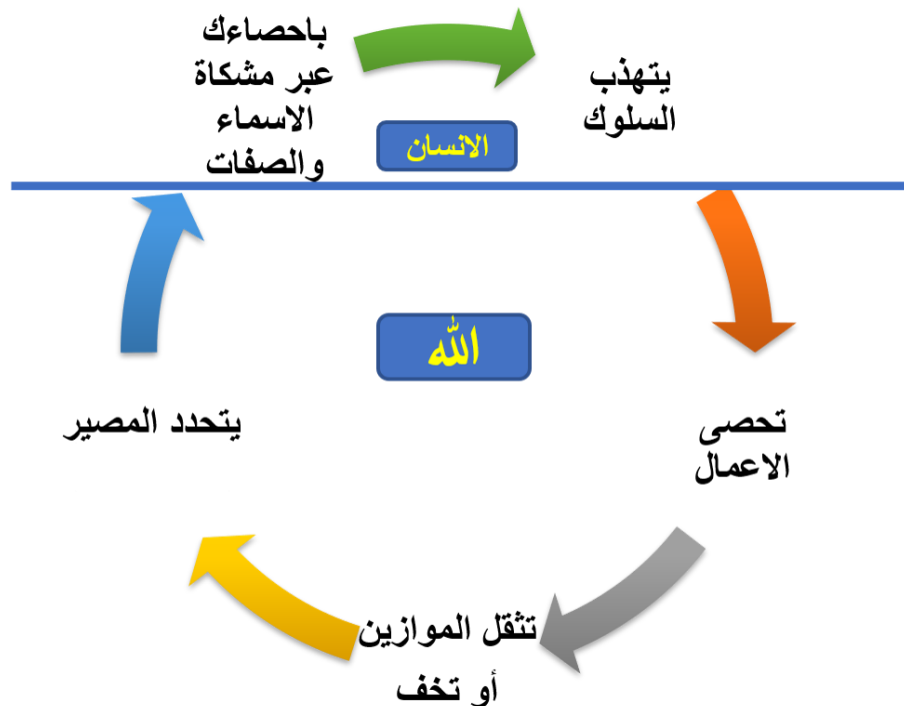 باحصاءك
عبر مشكاة
الاسماء
والصفات
يتهذب
السلوك
الانسان
الله
تحصى
الاعمال
تثقل الموازين
أو تخف
يتحدد المصير